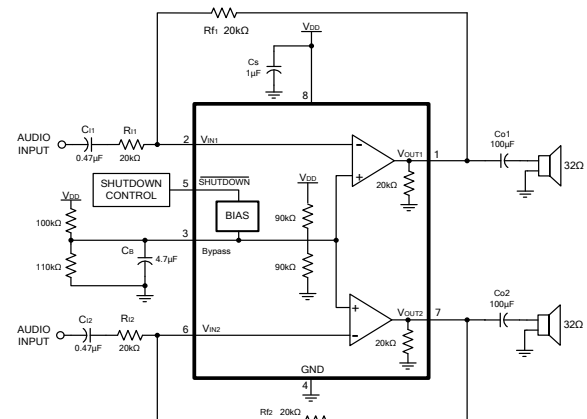 Rf1 20kΩ
VDD
Cs
1µF
8
AUDIO
INPUT
CI1
0.47µF
RI1
20kΩ
2
VIN1
VOUT1
1
Co1
100µF
32Ω
20kΩ
SHUTDOWN
CONTROL
5
SHUTDOWN
BIAS
VDD
90kΩ
90kΩ
VDD
100kΩ
110kΩ
3
Bypass
CB
4.7µF
AUDIO
INPUT
CI2
0.47µF
RI2
20kΩ
6
VIN2
VOUT2
7
Co2
100µF
32Ω
20kΩ
GND
4
Rf2 20kΩ